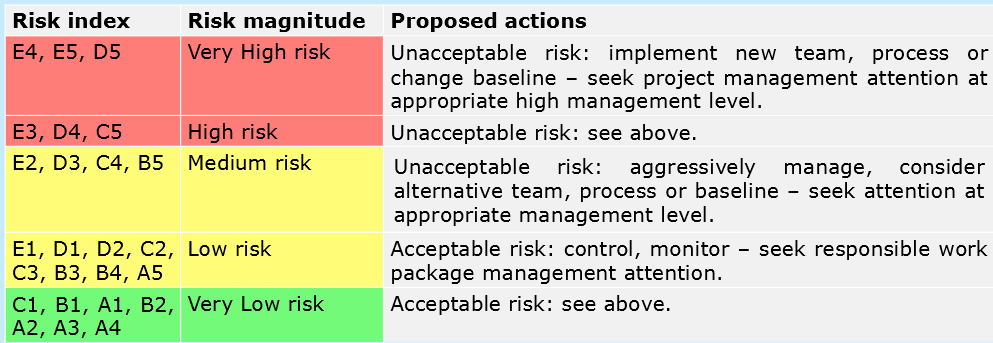 Risk index Risk magnitude Proposed actions
E4, E5, D5 Very High risk Unacceptable risk: implement new team, process or
change baseline – seek project management attention at
appropriate high management level.
E3, D4, C5 High risk Unacceptable risk: see above.
E2, D3, C4, B5 Medium risk Unacceptable risk: aggressively manage, consider
alternative team, process or baseline – seek attention at
appropriate management level.
E1, D1, D2, C2, Low risk Acceptable risk: control, monitor – seek responsible work
C3, B3, B4, A5 package management attention.
C1, B1, A1, B2, Very Low risk Acceptable risk: see above.
A2, A3, A4